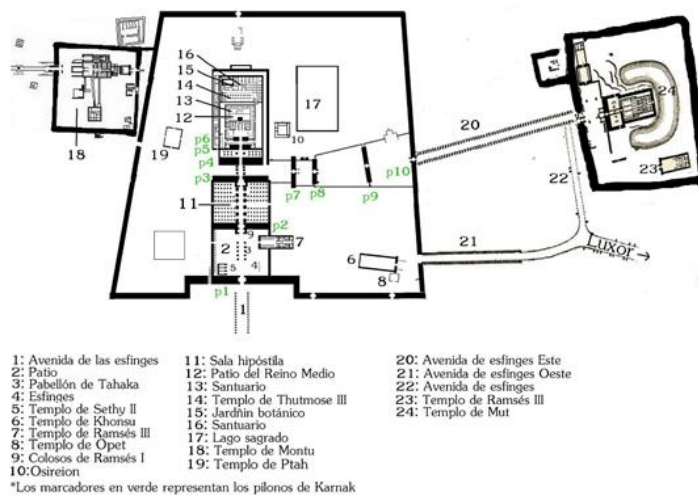 16
15
14
13
12
17
10
18
19
p6
p5
p4
p3
p10
20
24
23
22
p7
p8
p9
11
p2
9
2
3
7
5
4
6
8
21
Luxor→
p1
1
1: Avenida de las esfinges
2: Patio
3: Pabellón de Tahaka
4: Esfinges
5: Templo de Sethy II
6: Templo de Khonsu
7: Templo de Ramsés III
8: Templo de Opet
9: Colosos de Ramsés I
10: Osireion
11: Sala hipóstila
12: Patio del Reino Medio
13: Santuario
14: Templo de Thutmose III
15: Jardñin botánico
16: Santuario
17: Lago sagrado
18: Templo de Montu
19: Templo de Ptah
20: Avenida de esfinges Este
21: Avenida de esfinges Oeste
22: Avenida de esfinges
23: Templo de Ramsés III
24: Templo de Mut
*Los marcadores en verde representan los pilonos de Karnak